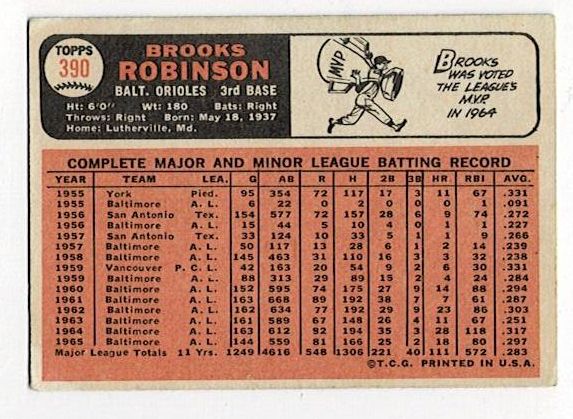 TOPPS
390
BROOKS
ROBINSON
BALT. ORIOLES 3rd BASE
Ht: 6'0" Wt: 180 Bats: Right
Throws: Right Born: May 18, 1937
Home: Lutherville, Md.
MVP
BROOKS
WAS VOTED
THE LEAGUE'S
M.V.P.
IN 1964
COMPLETE MAJOR AND MINOR LEAGUE BATTING RECORD
YEAR TEAM LEA. G AB R H 2B 3B HR RBI AVG.
1955 York Pied. 95 354 72 117 17 3 11 67 .331
1955 Baltimore A. L. 6 22 0 2 0 0 0 1 .091
1956 San Antonio Tex. 154 577 72 157 28 6 9 74 .272
1956 Baltimore A. L. 15 44 5 10 4 0 1 1 .227
1957 San Antonio Tex. 33 124 10 33 5 1 1 9 .266
1957 Baltimore A. L. 50 117 13 28 6 1 2 14 .239
1958 Baltimore A. L. 145 463 31 110 16 3 3 32 .238
1959 Vancouver P. C. L. 42 163 20 54 9 2 6 30 .331
1959 Baltimore A. L. 88 313 29 89 15 2 4 24 .284
1960 Baltimore A. L. 152 595 74 175 27 9 14 88 .294
1961 Baltimore A. L. 163 668 89 192 38 7 7 61 .287
1962 Baltimore A. L. 162 634 77 192 29 9 23 86 .303
1963 Baltimore A. L. 161 589 67 148 26 4 11 67 .251
1964 Baltimore A. L. 163 612 82 194 35 3 28 118 .317
1965 Baltimore A. L. 144 559 81 166 25 2 18 80 .297
Major League Totals 11 Yrs. 1249 4616 548 1306 221 40 111 572 .283
©T.C.G. PRINTED IN U.S.A.